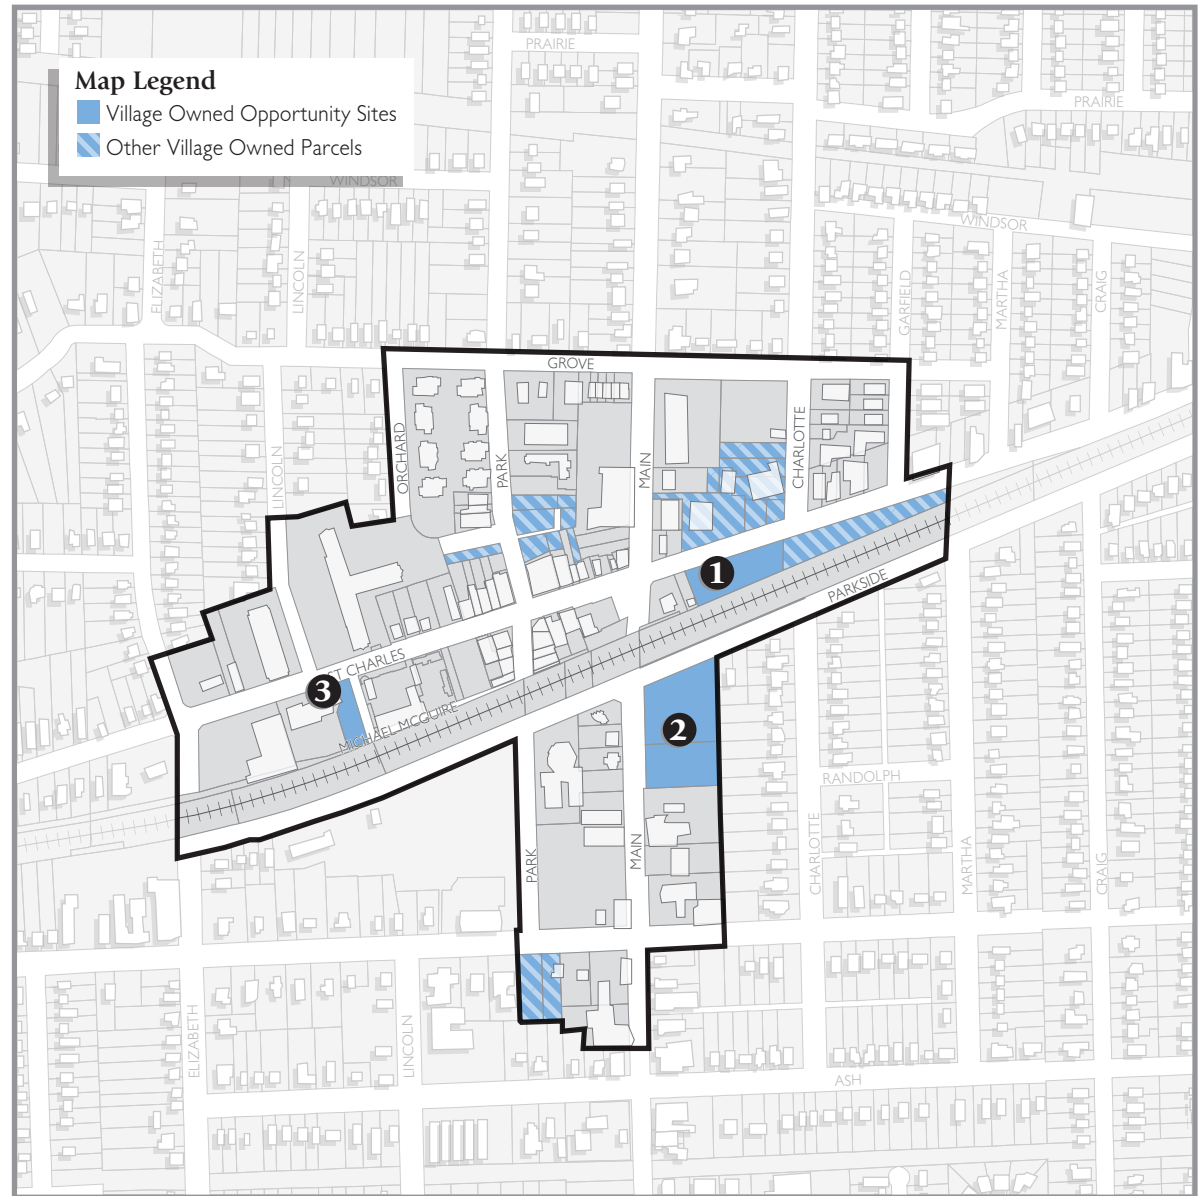 PRAIRIE
Map Legend
Village Owned Opportunity Sites
Other Village Owned Parcels
PRAIRIE
WINDSOR
WINDSOR
ELIZABETH
LINCOLN
GARFIELD
MARTHA
CRAIG
GROVE
ORCHARD
PARK
MAIN
CHARLOTTE
LINCOLN
1
PARKSIDE
ST CHARLES
3
MICHAEL MCGUIRE
2
RANDOLPH
PARK
MAIN
CHARLOTTE
MARTHA
CRAIG
ELIZABETH
LINCOLN
ASH